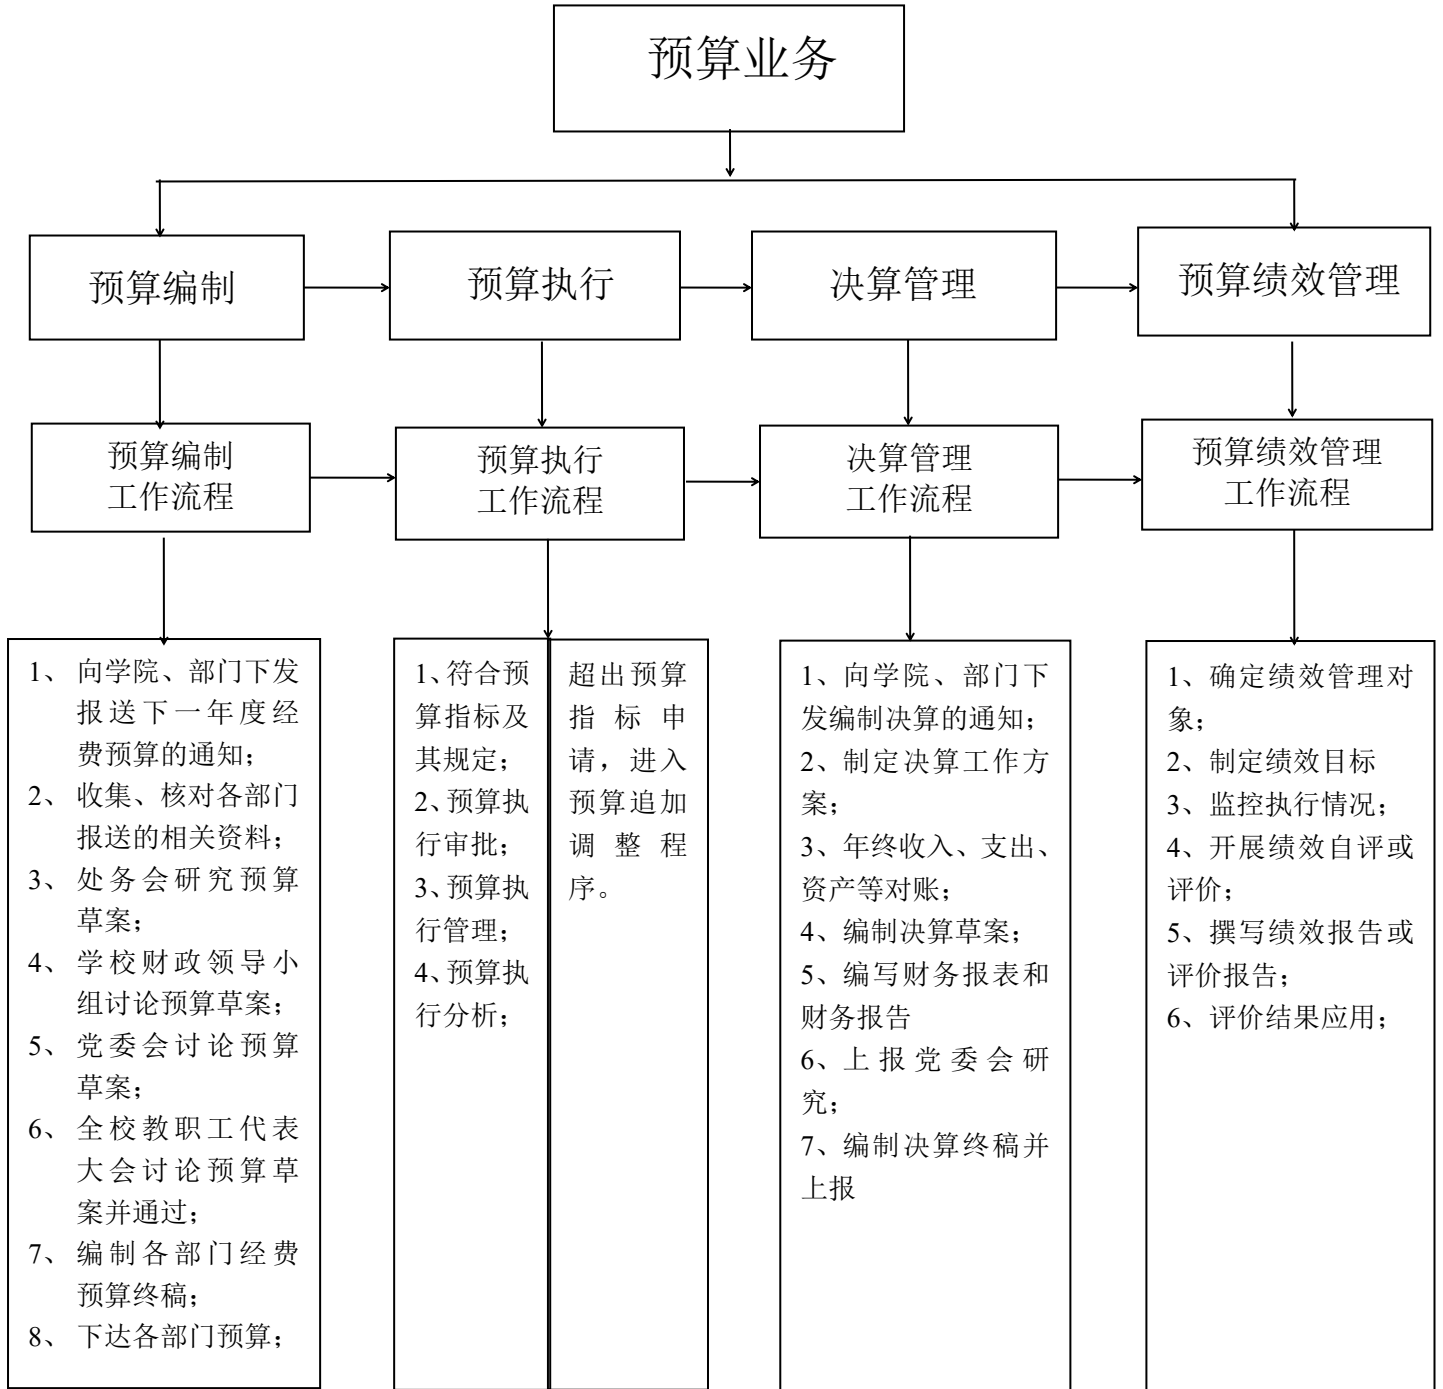 预算业务
预算编制
预算执行
决算管理
预算绩效管理
预算编制
工作流程
预算执行
工作流程
决算管理
工作流程
预算绩效管理
工作流程
1、 向学院、部门下发
报送下一年度经
费预算的通知；
2、 收集、核对各部门
报送的相关资料；
3、 处务会研究预算
草案；
4、 学校财政领导小
组讨论预算草案；
5、 党委会讨论预算
草案；
6、 全校教职工代表
大会讨论预算草
案并通过；
7、 编制各部门经费
预算终稿；
8、 下达各部门预算；
1、符合预
算指标及
其规定；
2、预算执
行审批；
3、预算执
行管理；
4、预算执
行分析；
超出预算
指标申
请，进入
预算追加
调整程
序。
1、向学院、部门下
发编制决算的通知；
2、制定决算工作方
案；
3、年终收入、支出、
资产等对账；
4、编制决算草案；
5、编写财务报表和
财务报告
6、上报党委会研
究；
7、编制决算终稿并
上报
1、确定绩效管理对
象；
2、制定绩效目标
3、监控执行情况；
4、开展绩效自评或
评价；
5、撰写绩效报告或
评价报告；
6、评价结果应用；